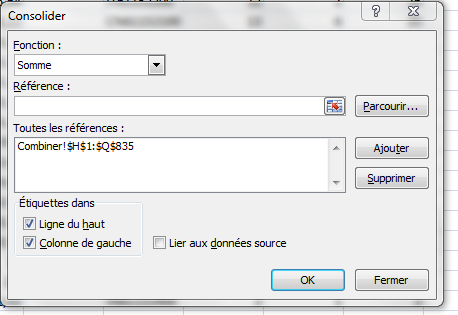 Consolider
Fonction :
Somme
Référence :
Parcourir...
Toutes les références :
Combiner!$H$1:$Q$835
Ajouter
Supprimer
Étiquettes dans
Ligne du haut
Colonne de gauche
Lier aux données source
OK
Fermer